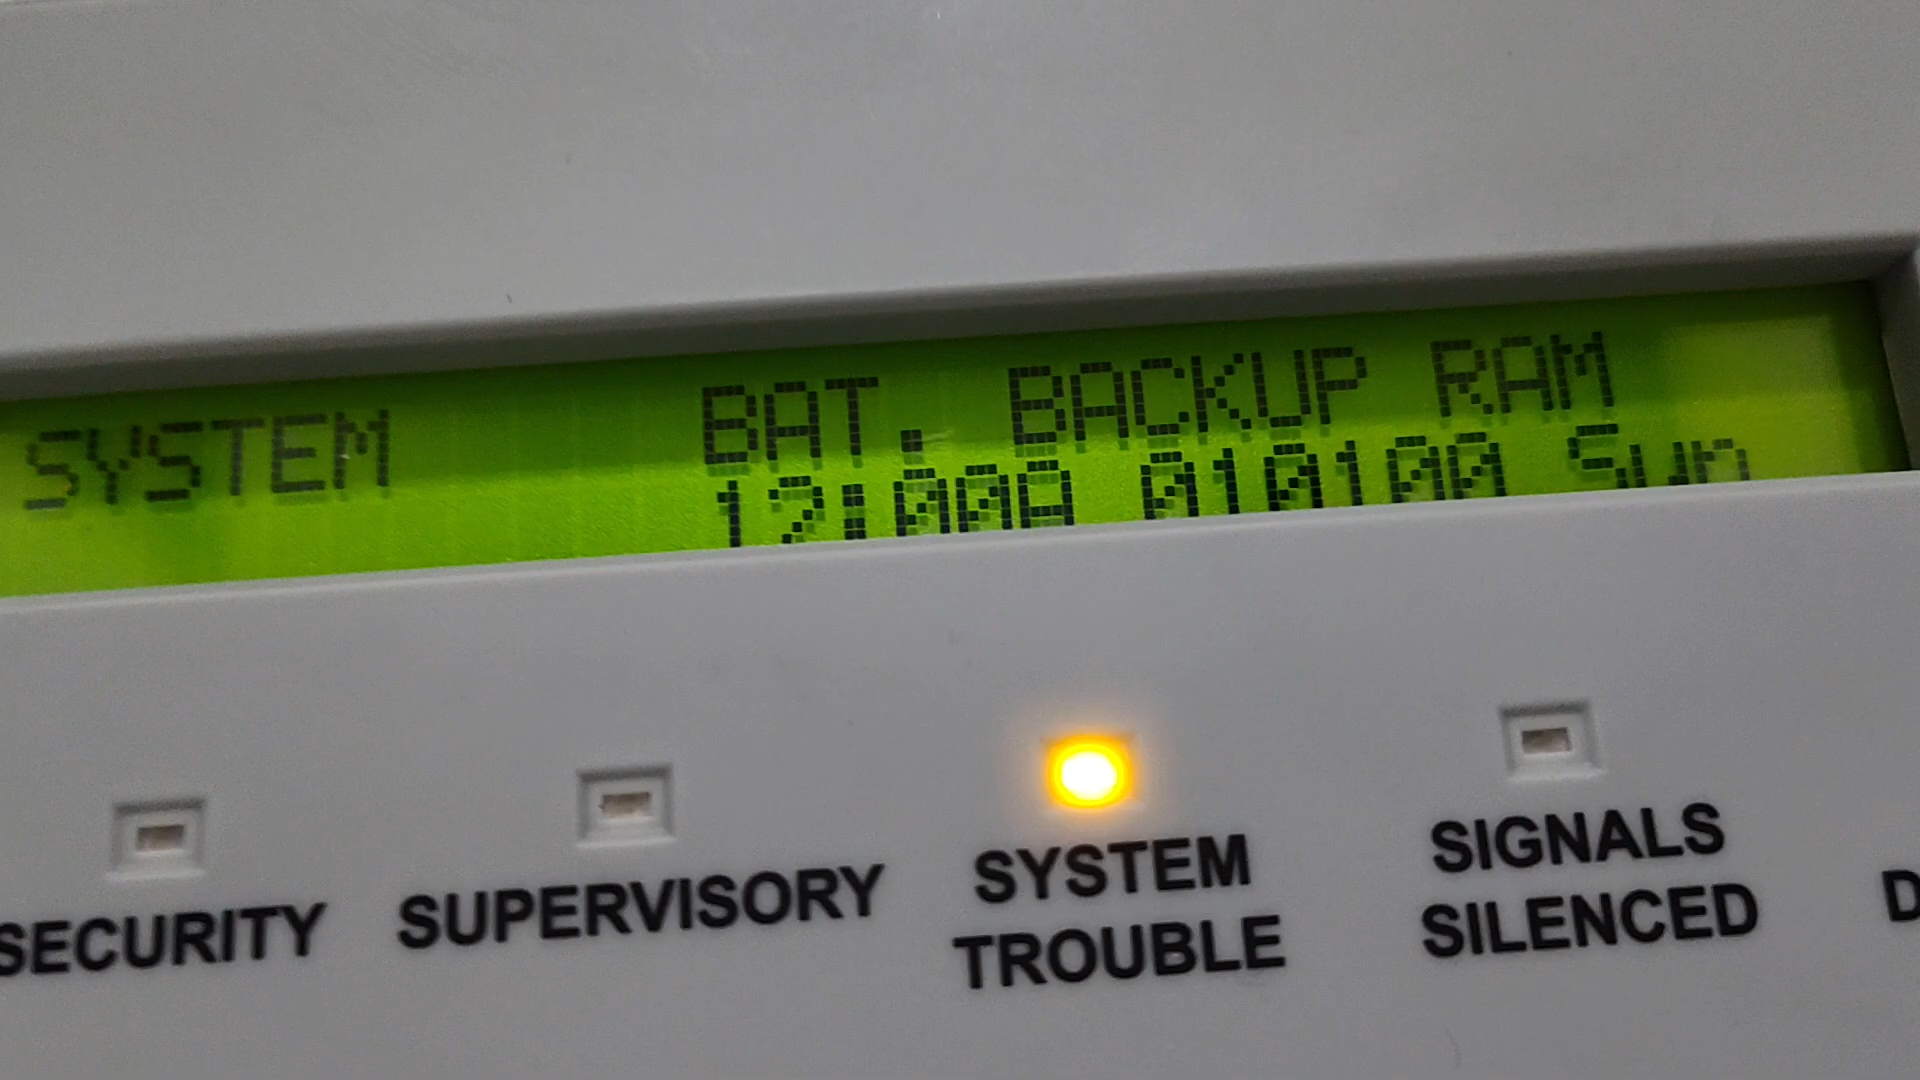 SYSTEM BAT. BACKUP RAM
12:00A 010100 Sun
SECURITY
SUPERVISORY
SYSTEM
TROUBLE
SIGNALS
SILENCED
D